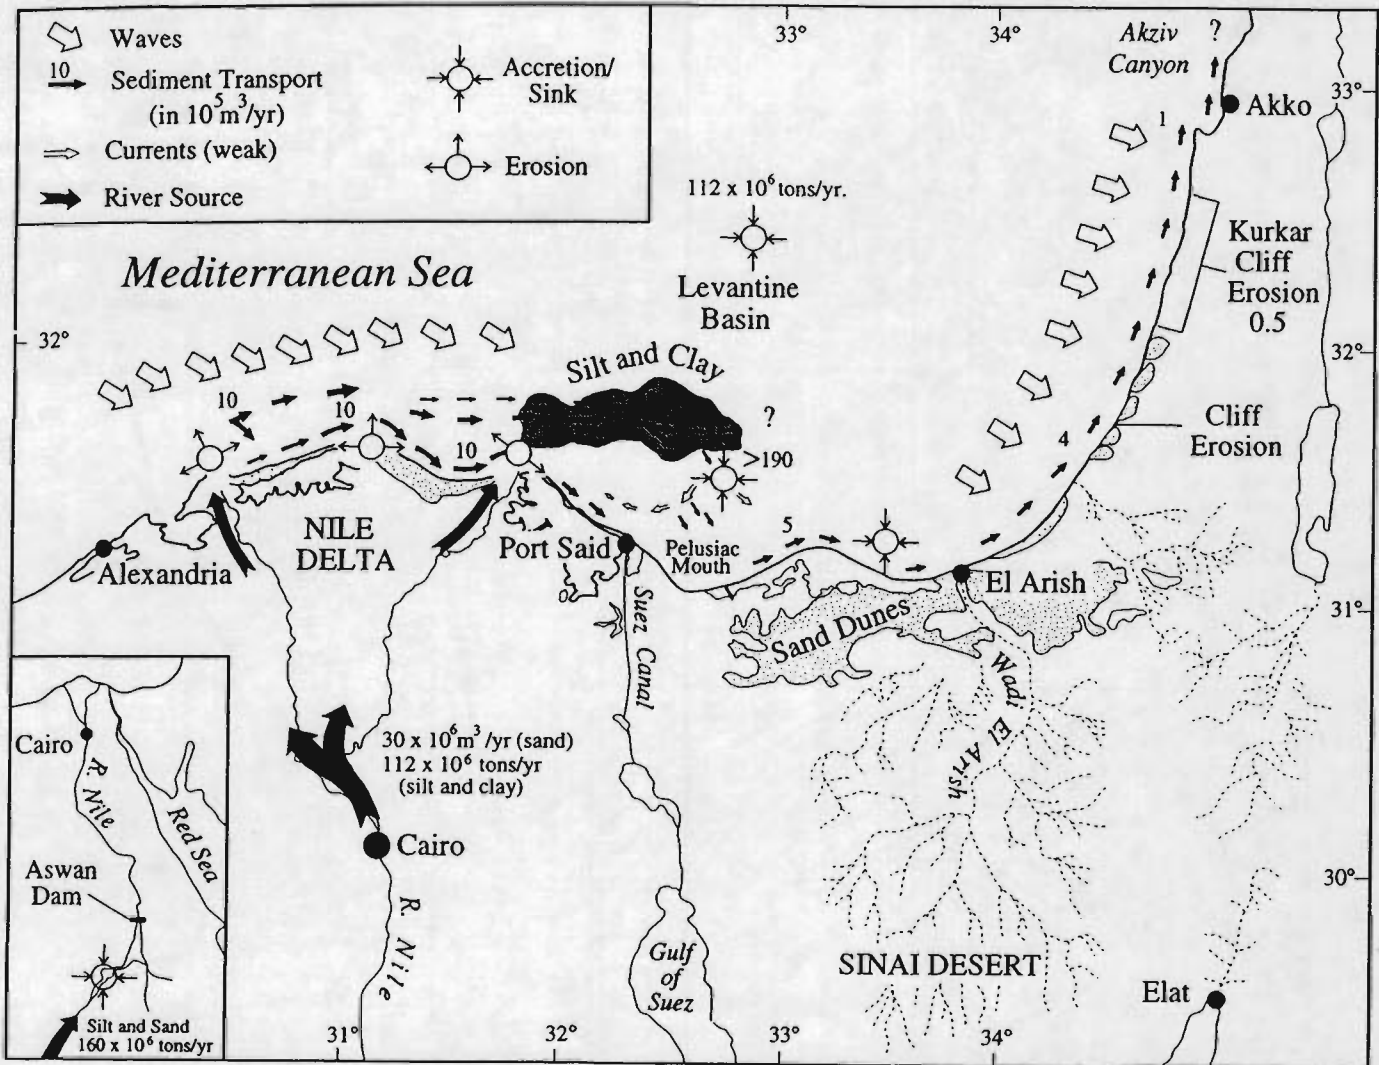 Waves
10
Sediment Transport
(in 10⁵m³/yr)
Currents (weak)
River Source
Accretion/
Sink
Erosion
33°
34°
Akziv
Canyon
?
33°
Akko
1
112 x 10⁶ tons/yr.
Levantine
Basin
Kurkar
Cliff
Erosion
0.5
Mediterranean Sea
32°
32°
Silt and Clay
?
10
10
10
>190
Cliff
Erosion
4
5
NILE
DELTA
Port Said
Pelusiac
Mouth
Alexandria
El Arish
31°
Sand Dunes
Suez Canal
Wadi El Arish
30 x 10⁶m³/yr (sand)
112 x 10⁶ tons/yr
(silt and clay)
Cairo
R. Nile
30°
Gulf
of
Suez
SINAI DESERT
Elat
31°
32°
33°
34°
Cairo
R. Nile
Red Sea
Aswan
Dam
Silt and Sand
160 x 10⁶ tons/yr